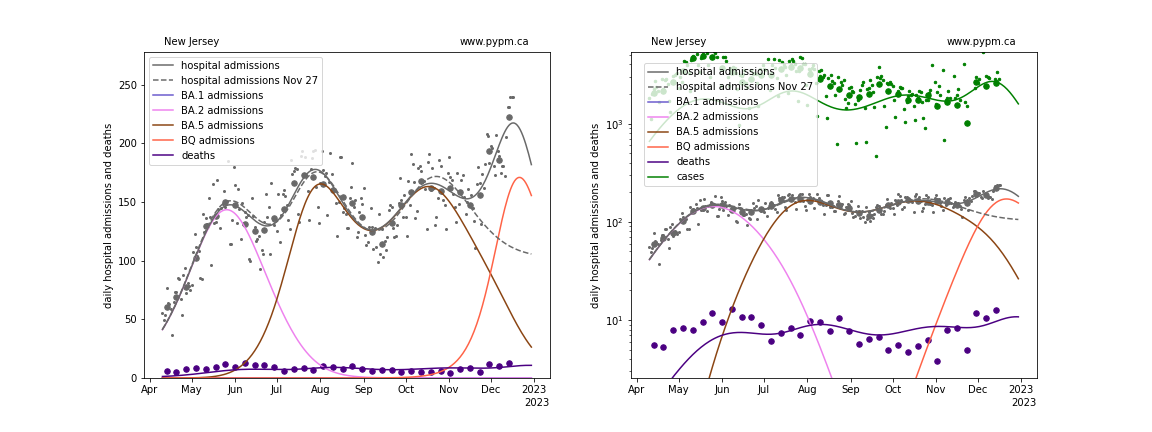 New Jersey www.pypm.ca
hospital admissions
hospital admissions Nov 27
BA.1 admissions
BA.2 admissions
BA.5 admissions
BQ admissions
deaths
daily hospital admissions and deaths
250
200
150
100
50
0
Apr May Jun Jul Aug Sep Oct Nov Dec 2023
2023
New Jersey www.pypm.ca
hospital admissions
hospital admissions Nov 27
BA.1 admissions
BA.2 admissions
BA.5 admissions
BQ admissions
deaths
cases
daily hospital admissions and deaths
10³
10²
10¹
Apr May Jun Jul Aug Sep Oct Nov Dec 2023
2023